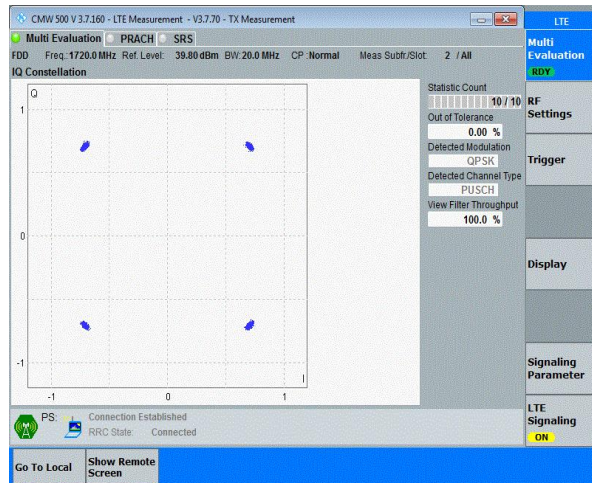 CMW 500 V 3.7.160 - LTE Measurement - V3.7.70 - TX Measurement
LTE
Multi Evaluation PRACH SRS
FDD Freq.:1720.0 MHz Ref. Level: 39.80 dBm BW: 20.0 MHz CP :Normal Meas Subfr./Slot: 2 / All
IQ Constellation
Q
1
0
-1
-1 0 1
I
Statistic Count
10 / 10
Out of Tolerance
0.00 %
Detected Modulation
QPSK
Detected Channel Type
PUSCH
View Filter Throughput
100.0 %
Multi
Evaluation
RDY
RF
Settings
Trigger
Display
Signaling
Parameter
LTE
Signaling
ON
PS: Connection Established
RRC State: Connected
Go To Local
Show Remote
Screen